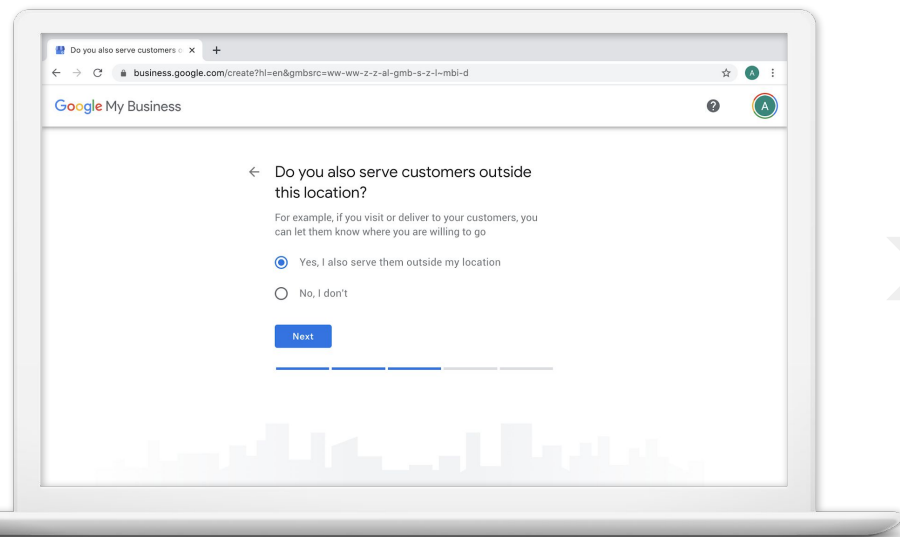 Do you also serve customers o
business.google.com/create?hl=en&gmbsrc=ww-ww-z-z-al-gmb-s-z-l~mbi-d
A
Google My Business
?
A
Do you also serve customers outside
this location?
For example, if you visit or deliver to your customers, you
can let them know where you are willing to go
Yes, I also serve them outside my location
No, I don't
Next